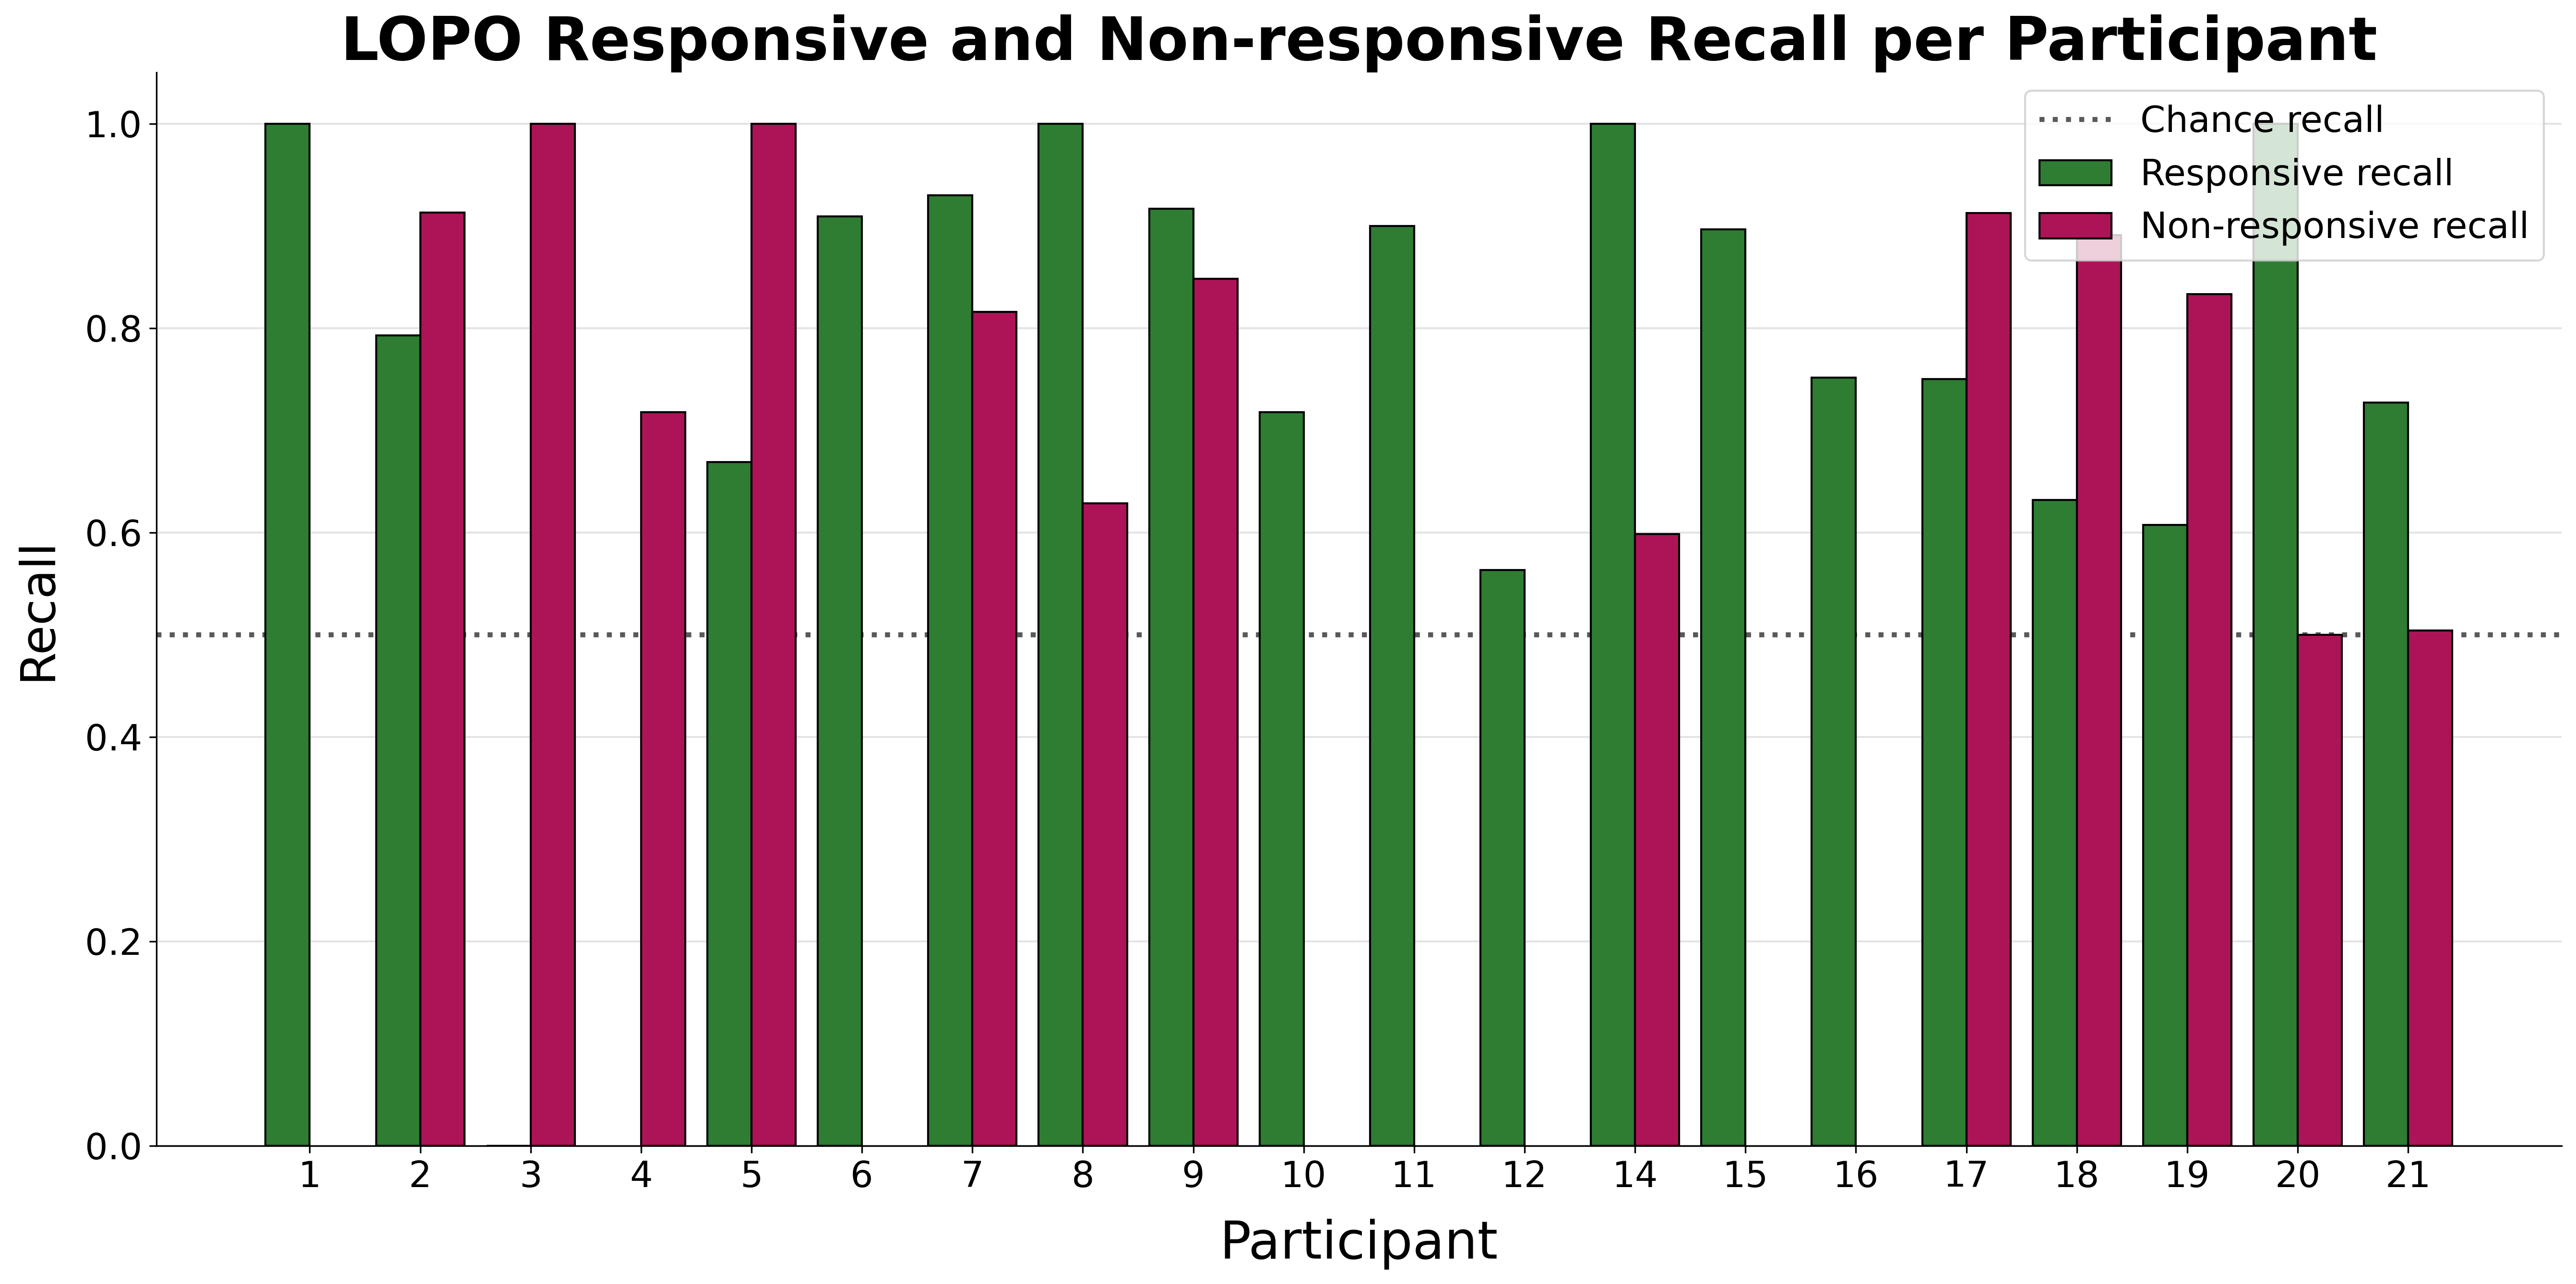 LOPO Responsive and Non-responsive Recall per Participant
Chance recall
Responsive recall
Non-responsive recall
1.0
0.8
0.6
0.4
0.2
0.0
Recall
1 2 3 4 5 6 7 8 9 10 11 12 14 15 16 17 18 19 20 21
Participant